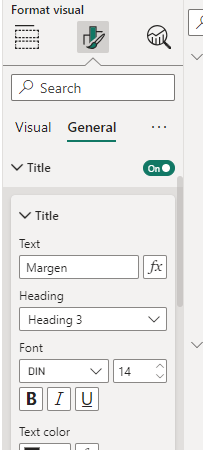 Format visual
Search
Visual General ...
Title On
Title
Text
Margen fx
Heading
Heading 3
Font
DIN 14
B I U
Text color